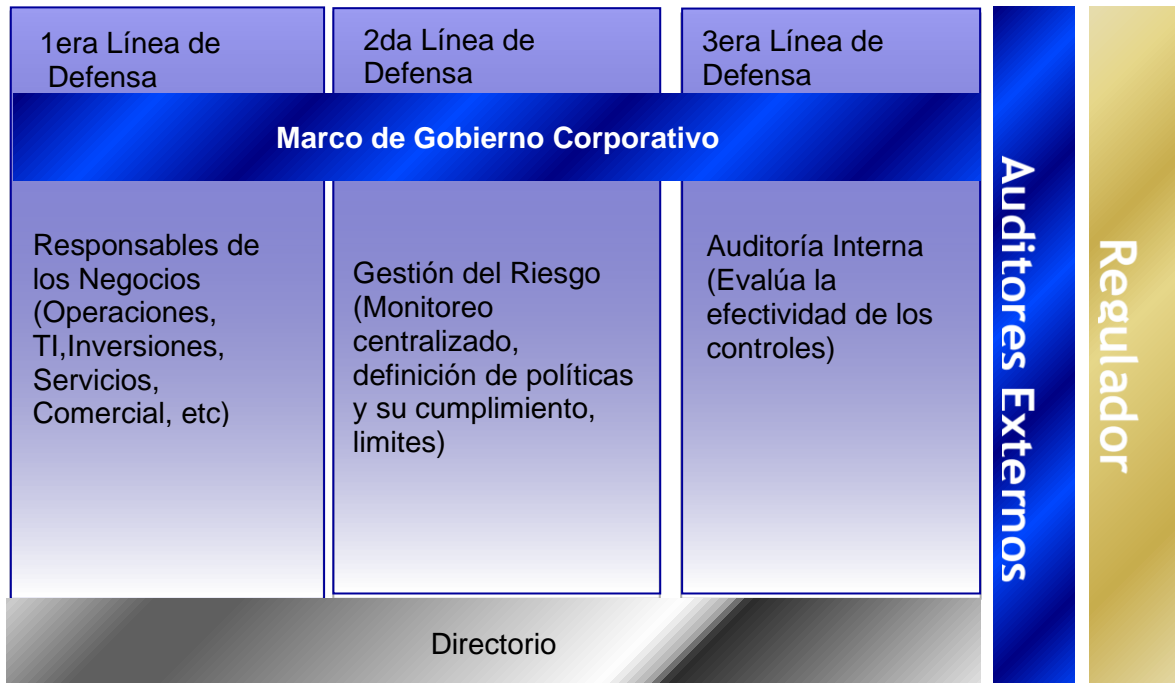 1era Línea de
Defensa
2da Línea de
Defensa
3era Línea de
Defensa
Marco de Gobierno Corporativo
Responsables de
los Negocios
(Operaciones,
TI,Inversiones,
Servicios,
Comercial, etc)
Gestión del Riesgo
(Monitoreo
centralizado,
definición de políticas
y su cumplimiento,
limites)
Auditoría Interna
(Evalúa la
efectividad de los
controles)
Directorio
Auditores Externos
Regulador